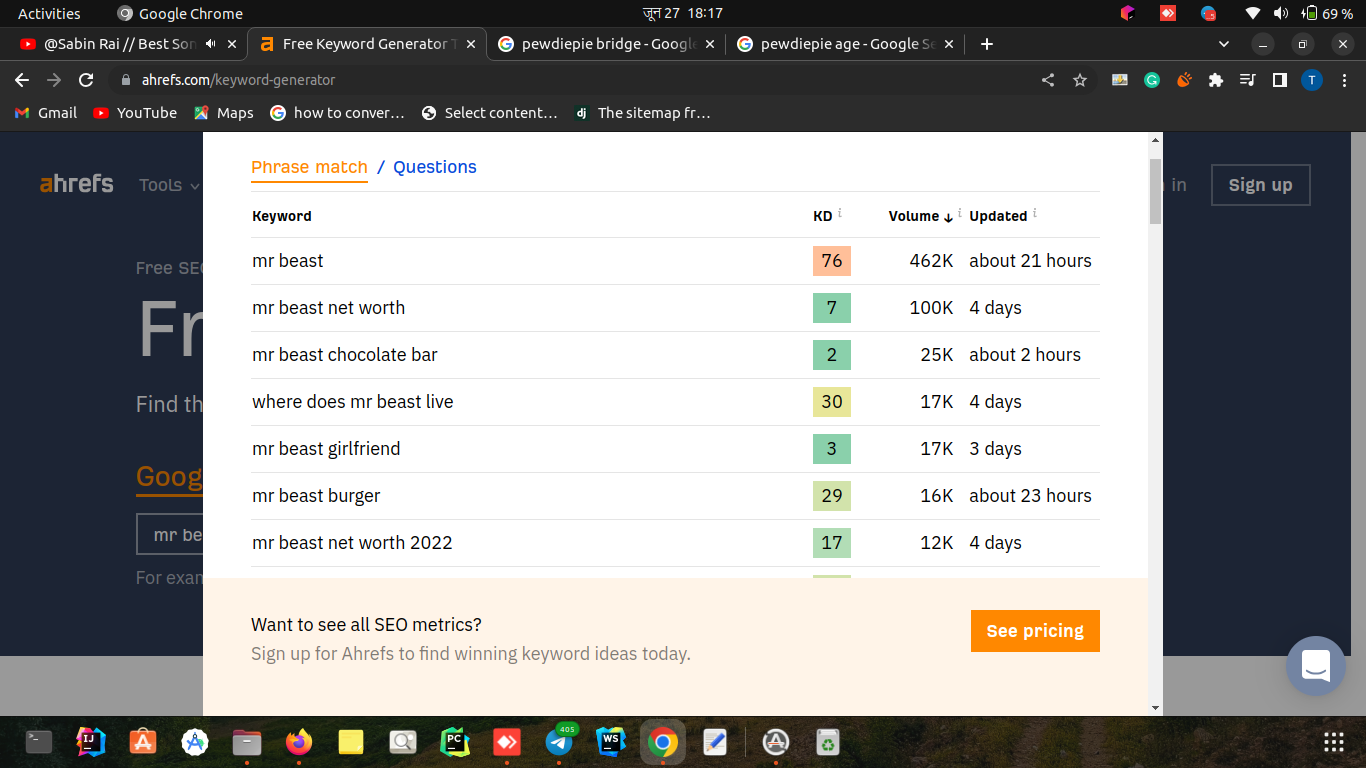 Activities Google Chrome जून 27 18:17 69 %
@Sabin Rai // Best Son Free Keyword Generator T pewdiepie bridge - Google pewdiepie age - Google Se
ahrefs.com/keyword-generator T
Gmail YouTube Maps how to conver… Select content… dj The sitemap fr…
ahrefs Tools in Sign up
Phrase match / Questions
Keyword KD i Volume ↓ i Updated i
mr beast 76 462K about 21 hours
mr beast net worth 7 100K 4 days
mr beast chocolate bar 2 25K about 2 hours
where does mr beast live 30 17K 4 days
mr beast girlfriend 3 17K 3 days
mr beast burger 29 16K about 23 hours
mr beast net worth 2022 17 12K 4 days
Free SEO
Fr
Find th
Goog
mr be
For exam
Want to see all SEO metrics?
Sign up for Ahrefs to find winning keyword ideas today.
See pricing
IJ PC 405 WS